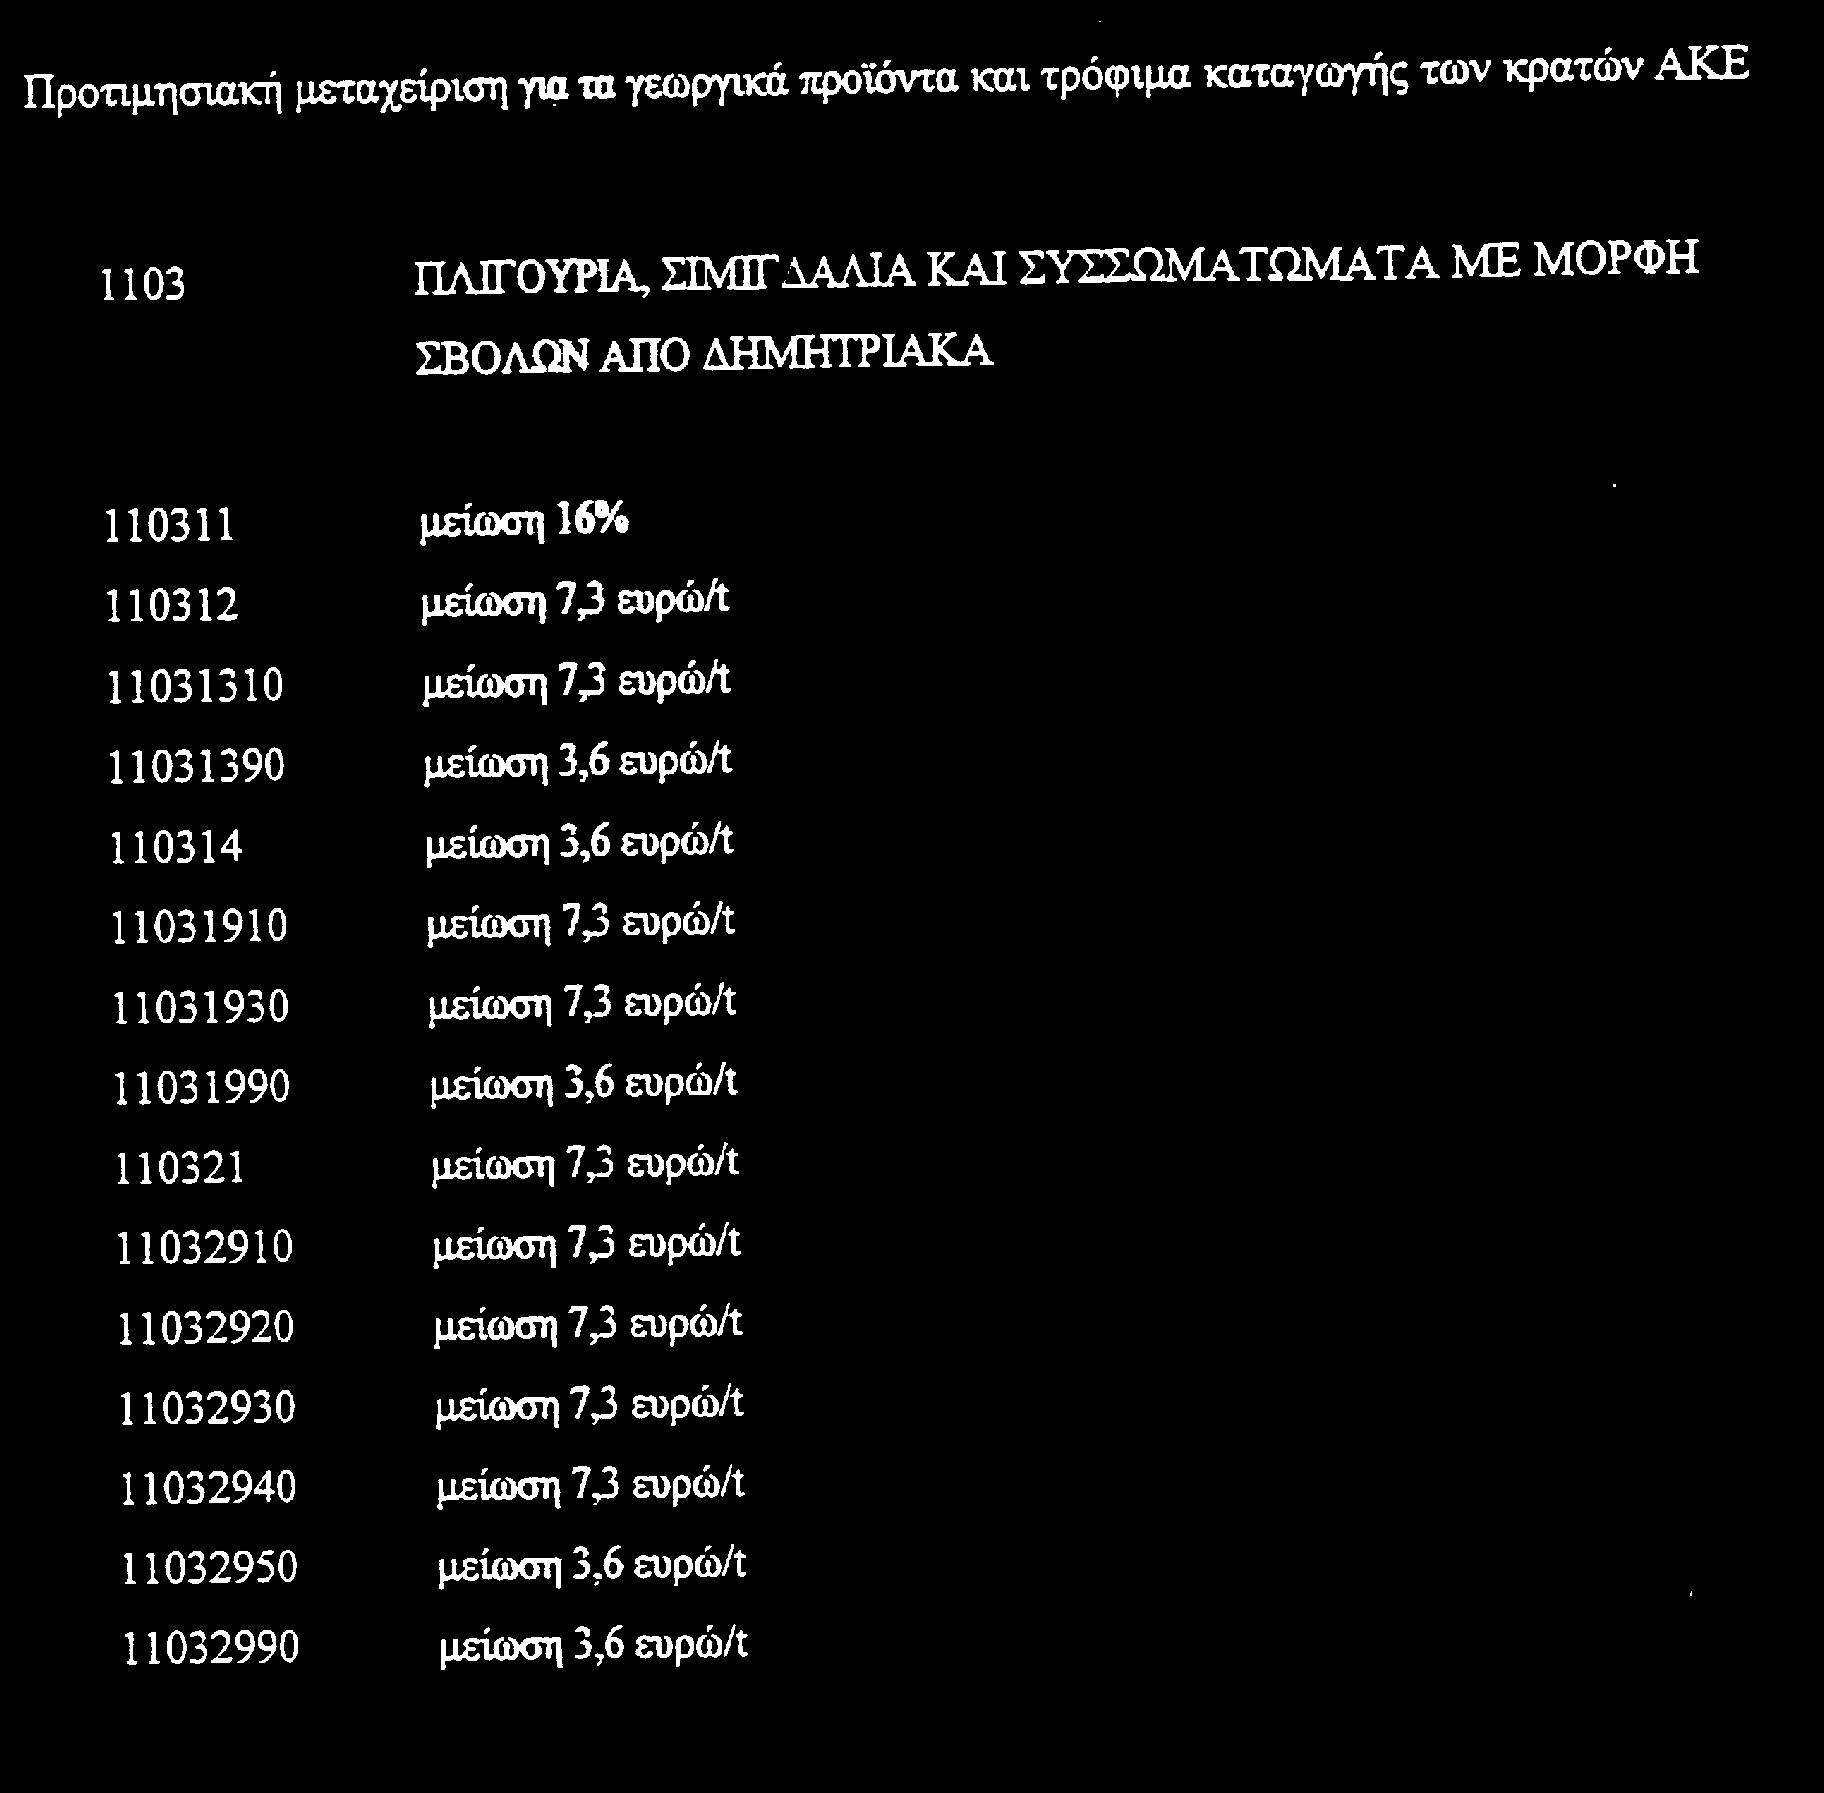 Προτιμησιακή μεταχείριση για τα γεωργικά προϊόντα και τρόφιμα καταγωγής των κρατών ΑΚΕ
1103 ΠΛΙΓΟΥΡΙΑ, ΣΙΜΙΓΔΑΛΙΑ ΚΑΙ ΣΥΣΣΩΜΑΤΩΜΑΤΑ ΜΕ ΜΟΡΦΗ
ΣΒΟΛΩΝ ΑΠΟ ΔΗΜΗΤΡΙΑΚΑ
110311 μείωση 16%
110312 μείωση 7,3 ευρώ/t
11031310 μείωση 7,3 ευρώ/t
11031390 μείωση 3,6 ευρώ/t
110314 μείωση 3,6 ευρώ/t
11031910 μείωση 7,3 ευρώ/t
11031930 μείωση 7,3 ευρώ/t
11031990 μείωση 3,6 ευρώ/t
110321 μείωση 7,3 ευρώ/t
11032910 μείωση 7,3 ευρώ/t
11032920 μείωση 7,3 ευρώ/t
11032930 μείωση 7,3 ευρώ/t
11032940 μείωση 7,3 ευρώ/t
11032950 μείωση 3,6 ευρώ/t
11032990 μείωση 3,6 ευρώ/t